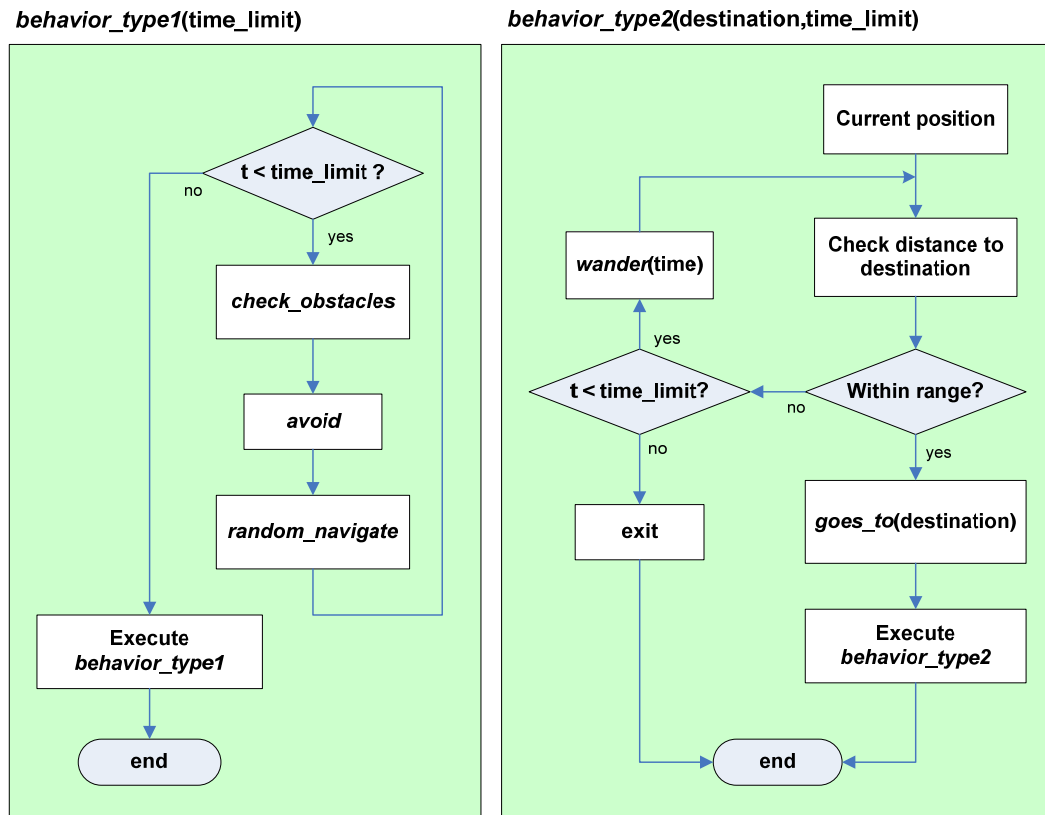 behavior_type1(time_limit)
t < time_limit ?
no
yes
check_obstacles
avoid
random_navigate
Execute
behavior_type1
end
behavior_type2(destination,time_limit)
Current position
Check distance to
destination
wander(time)
yes
t < time_limit?
no
Within range?
no
yes
exit
goes_to(destination)
Execute
behavior_type2
end